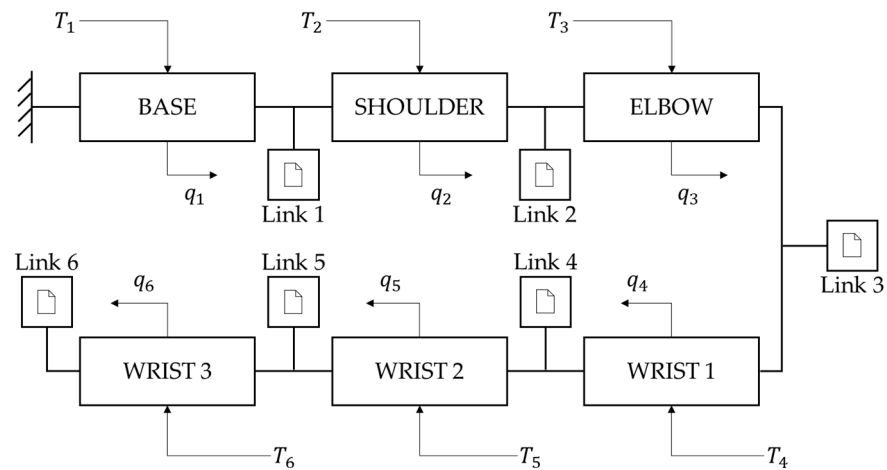 T₁ T₂ T₃
BASE SHOULDER ELBOW
q₁ q₂ q₃
Link 1 Link 2
Link 6 Link 5 Link 4 Link 3
q₆ q₅ q₄
WRIST 3 WRIST 2 WRIST 1
T₆ T₅ T₄